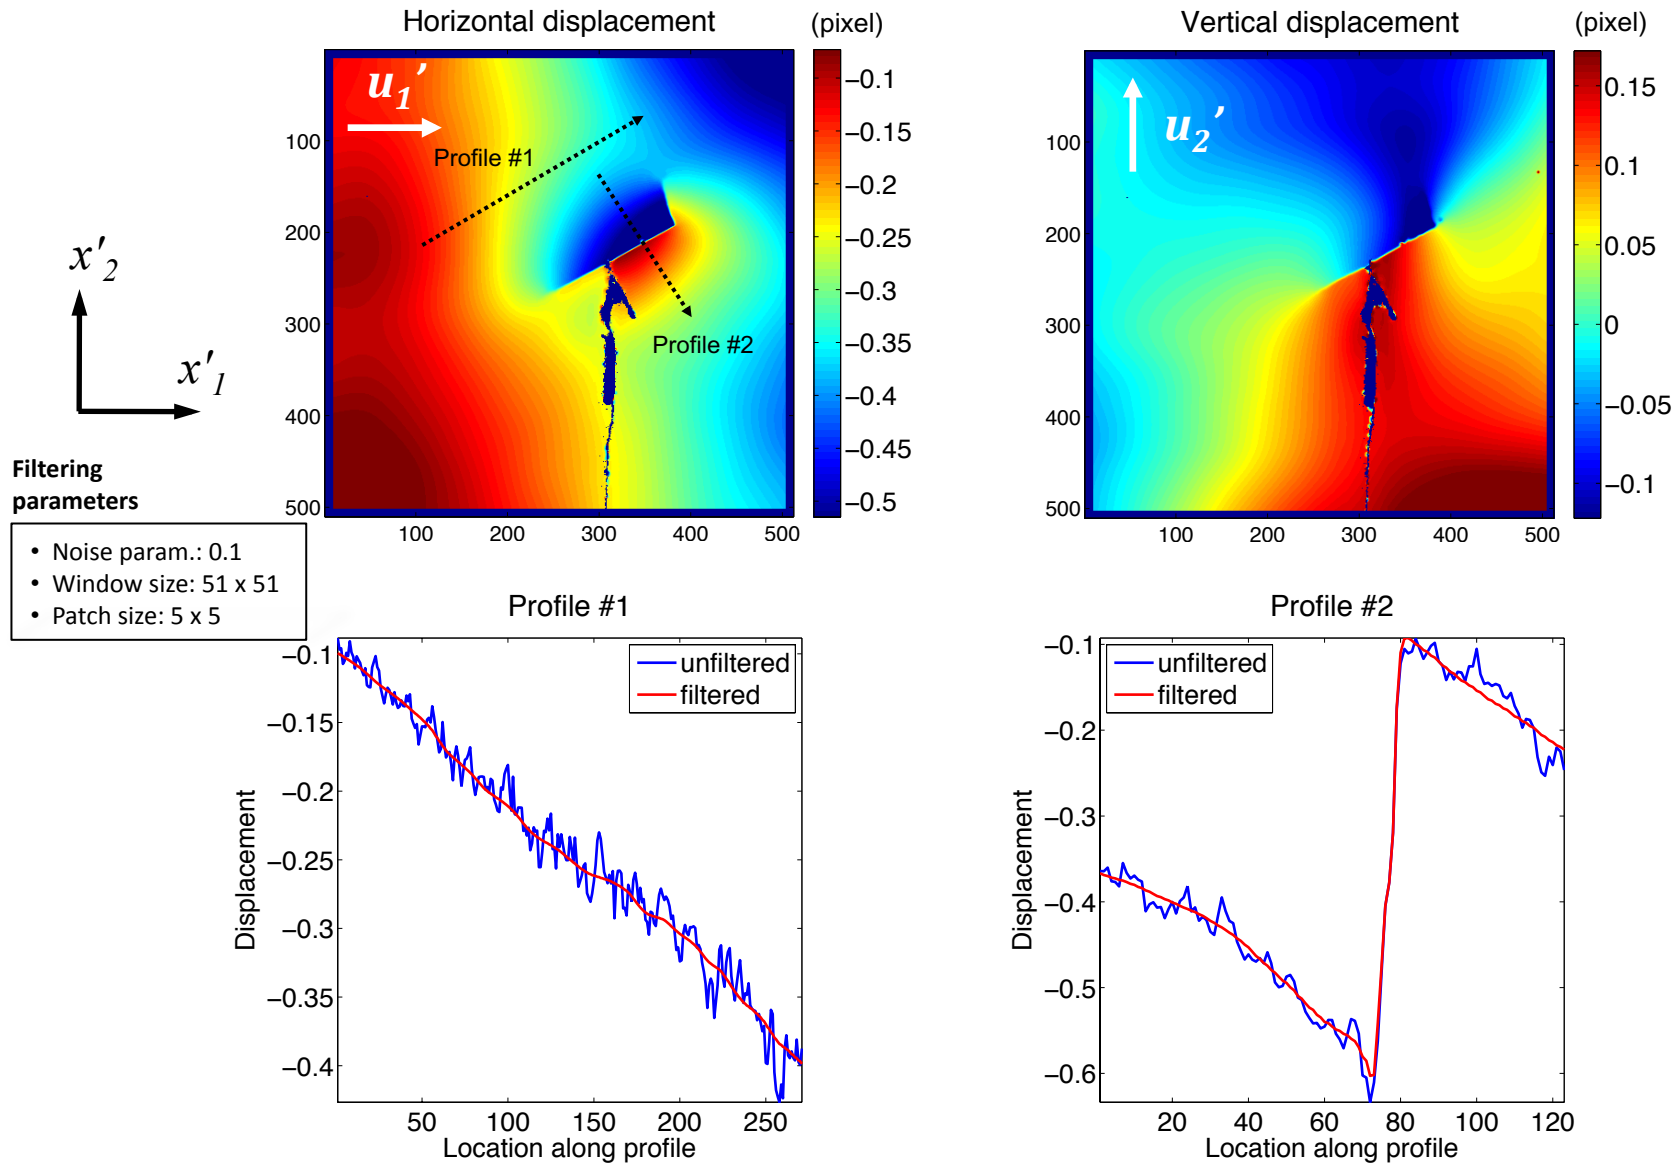 Horizontal displacement
(pixel)
Vertical displacement
(pixel)
u₁′
Profile #1
Profile #2
100
200
300
400
500
100
200
300
400
500
−0.1
−0.15
−0.2
−0.25
−0.3
−0.35
−0.4
−0.45
−0.5
u₂′
100
200
300
400
500
100
200
300
400
500
0.15
0.1
0.05
0
−0.05
−0.1
x′₂
x′₁
Filtering
parameters
• Noise param.: 0.1
• Window size: 51 x 51
• Patch size: 5 x 5
Profile #1
unfiltered
filtered
−0.1
−0.15
−0.2
−0.25
−0.3
−0.35
−0.4
Displacement
50
100
150
200
250
Location along profile
Profile #2
unfiltered
filtered
−0.1
−0.2
−0.3
−0.4
−0.5
−0.6
Displacement
20
40
60
80
100
120
Location along profile